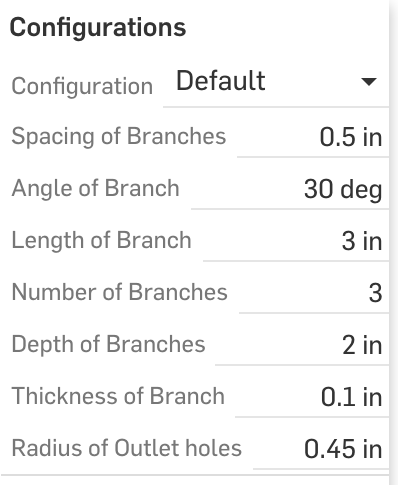 Configurations
Configuration Default
Spacing of Branches 0.5 in
Angle of Branch 30 deg
Length of Branch 3 in
Number of Branches 3
Depth of Branches 2 in
Thickness of Branch 0.1 in
Radius of Outlet holes 0.45 in